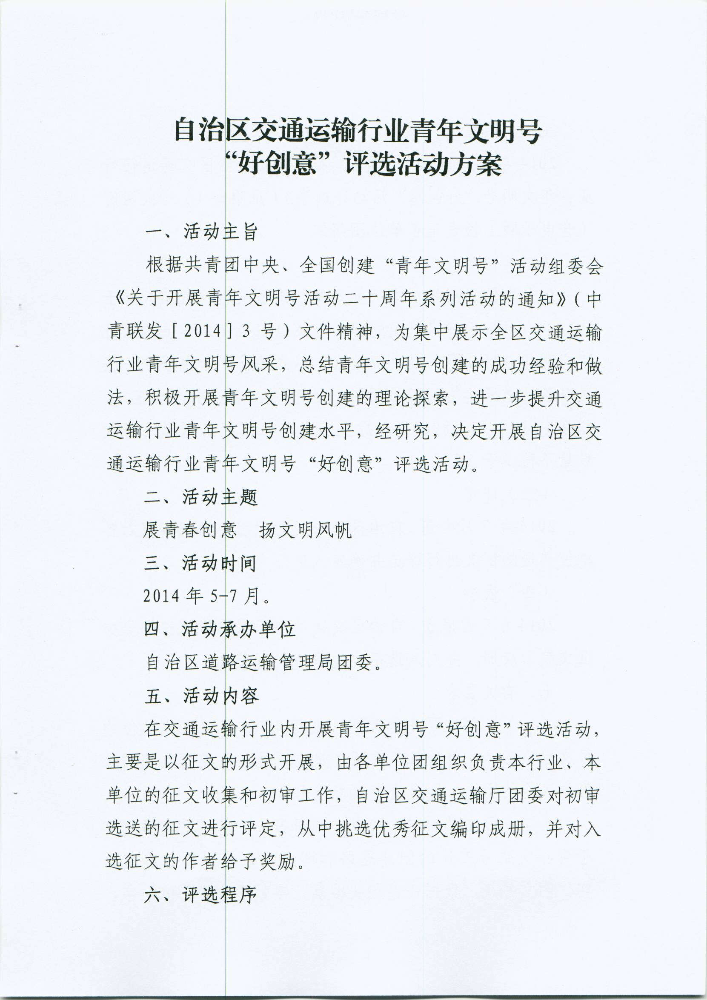 自治区交通运输行业青年文明号
“好创意”评选活动方案
一、活动主旨
根据共青团中央、全国创建“青年文明号”活动组委会
《关于开展青年文明号活动二十周年系列活动的通知》（中
青联发［2014］3 号）文件精神，为集中展示全区交通运输
行业青年文明号风采，总结青年文明号创建的成功经验和做
法，积极开展青年文明号创建的理论探索，进一步提升交通
运输行业青年文明号创建水平，经研究，决定开展自治区交
通运输行业青年文明号“好创意”评选活动。
二、活动主题
展青春创意　扬文明风帆
三、活动时间
2014 年 5-7 月。
四、活动承办单位
自治区道路运输管理局团委。
五、活动内容
在交通运输行业内开展青年文明号“好创意”评选活动，
主要是以征文的形式开展，由各单位团组织负责本行业、本
单位的征文收集和初审工作，自治区交通运输厅团委对初审
选送的征文进行评定，从中挑选优秀征文编印成册，并对入
选征文的作者给予奖励。
六、评选程序